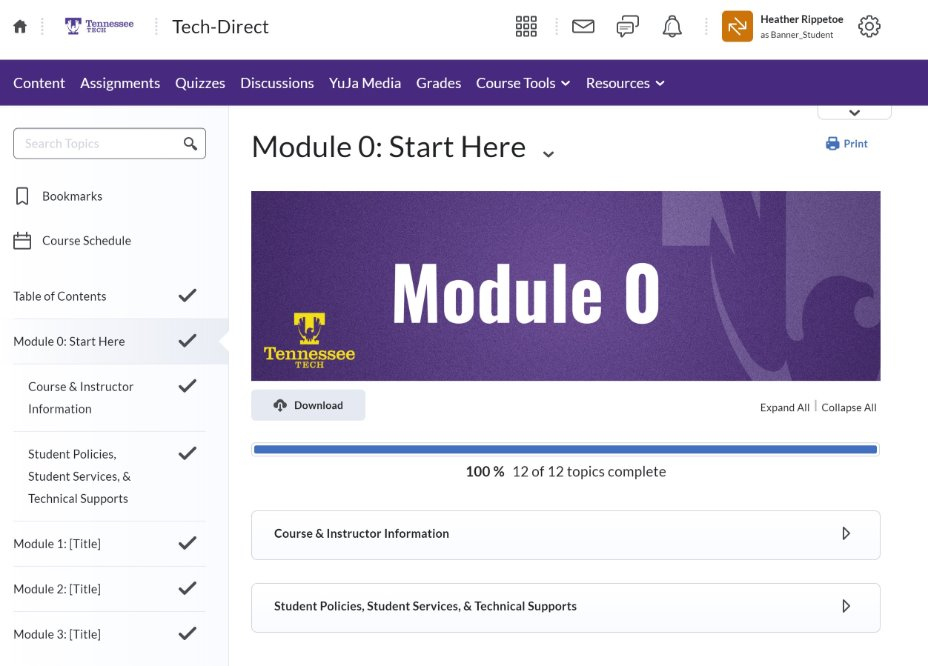 Tennessee
TECH
Tech-Direct
Heather Rippetoe
as Banner_Student
Content Assignments Quizzes Discussions YuJa Media Grades Course Tools Resources
Search Topics
Bookmarks
Course Schedule
Table of Contents
Module 0: Start Here
Course & Instructor
Information
Student Policies,
Student Services, &
Technical Supports
Module 1: [Title]
Module 2: [Title]
Module 3: [Title]
Module 0: Start Here
Print
Module 0
Tennessee
TECH
Download
Expand All | Collapse All
100 % 12 of 12 topics complete
Course & Instructor Information
Student Policies, Student Services, & Technical Supports